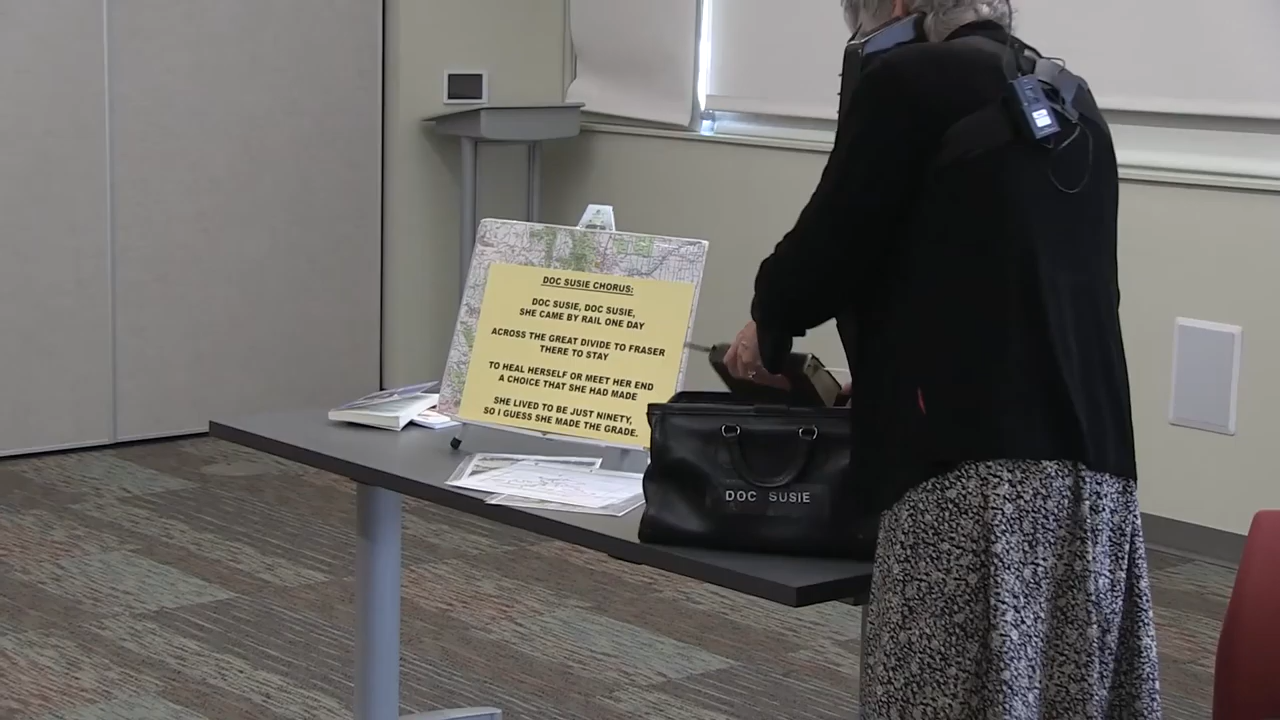 DOC SUSIE CHORUS:
DOC SUSIE, DOC SUSIE,
SHE CAME BY RAIL ONE DAY
ACROSS THE GREAT DIVIDE TO FRASER
THERE TO STAY
TO HEAL HERSELF OR MEET HER END
A CHOICE THAT SHE HAD MADE
SHE LIVED TO BE JUST NINETY,
SO I GUESS SHE MADE THE GRADE.
DOC SUSIE